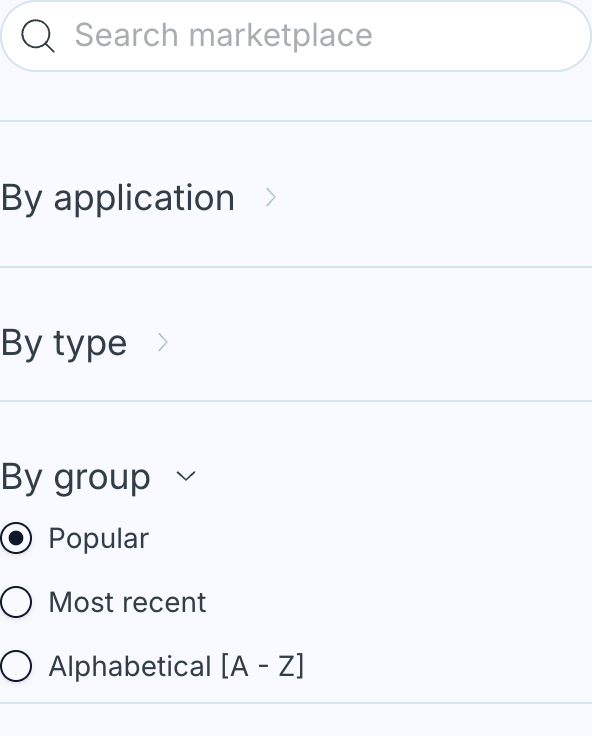 Search marketplace
By application
By type
By group
Popular
Most recent
Alphabetical [A - Z]